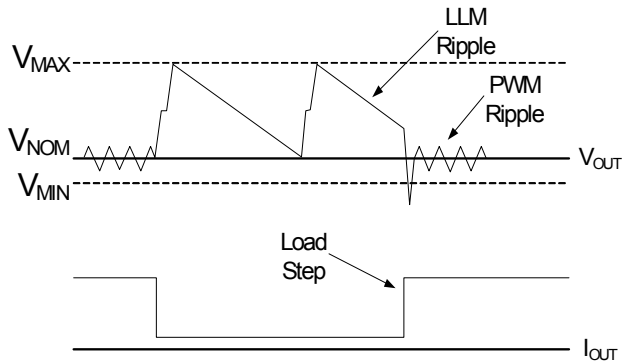 LLM
Ripple
VMAX
PWM
Ripple
VNOM
VOUT
VMIN
Load
Step
IOUT